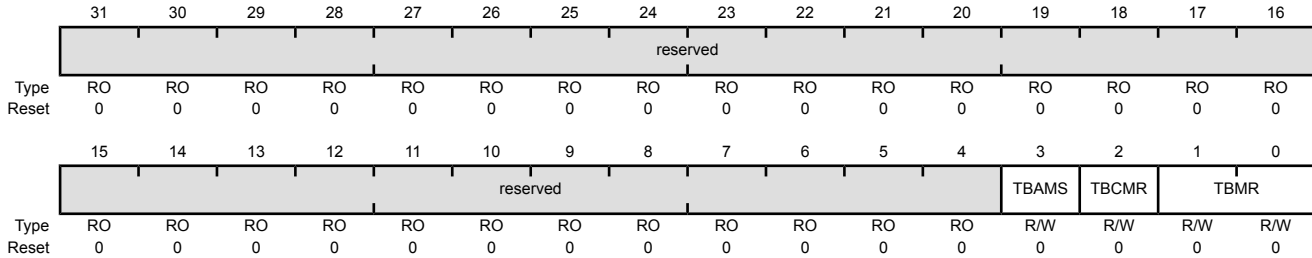 31 30 29 28 27 26 25 24 23 22 21 20 19 18 17 16
reserved
Type RO RO RO RO RO RO RO RO RO RO RO RO RO RO RO RO
Reset 0 0 0 0 0 0 0 0 0 0 0 0 0 0 0 0
15 14 13 12 11 10 9 8 7 6 5 4 3 2 1 0
reserved TBAMS TBCMR TBMR
Type RO RO RO RO RO RO RO RO RO RO RO RO R/W R/W R/W R/W
Reset 0 0 0 0 0 0 0 0 0 0 0 0 0 0 0 0